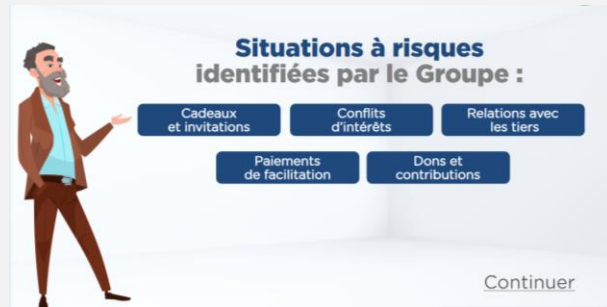 Situations à risques
identifiées par le Groupe :
Cadeaux
et invitations
Conflits
d'intérêts
Relations avec
les tiers
Paiements
de facilitation
Dons et
contributions
Continuer